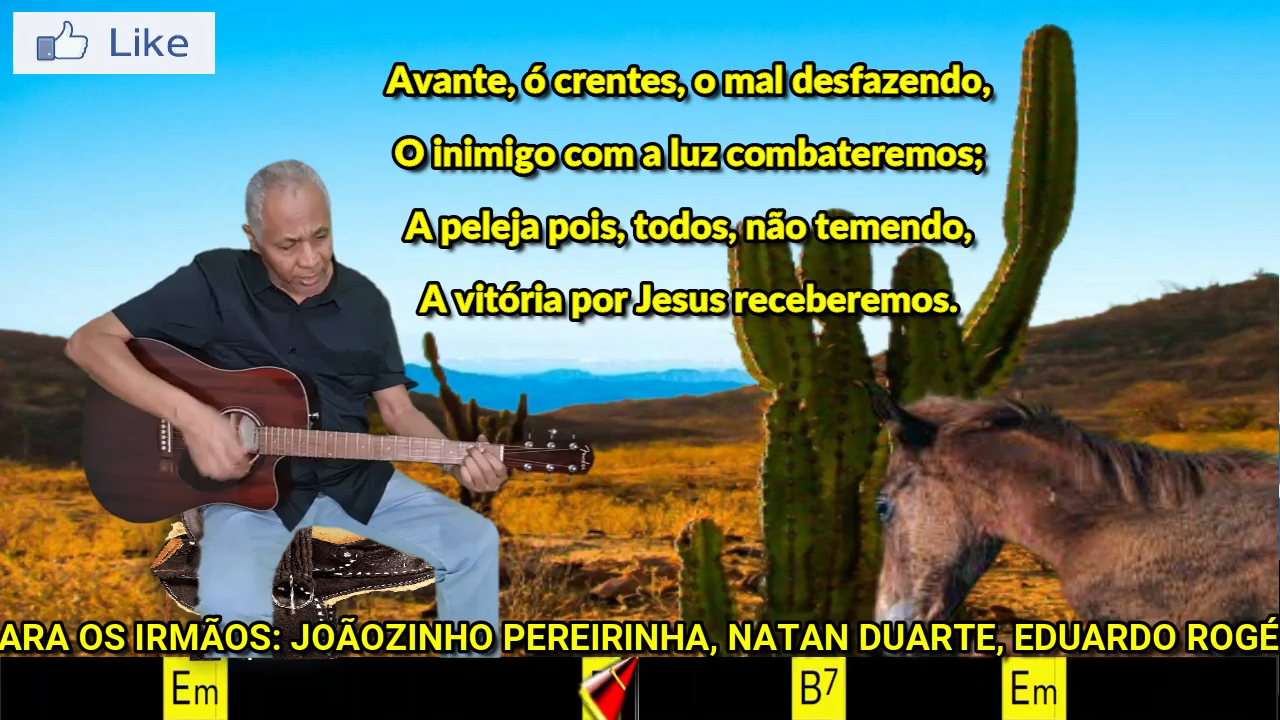 Like
Avante, ó crentes, o mal desfazendo,
O inimigo com a luz combateremos;
A peleja pois, todos, não temendo,
A vitória por Jesus receberemos.
Fender
ARA OS IRMÃOS: JOÃOZINHO PEREIRINHA, NATAN DUARTE, EDUARDO ROGÉ
Em B7 Em